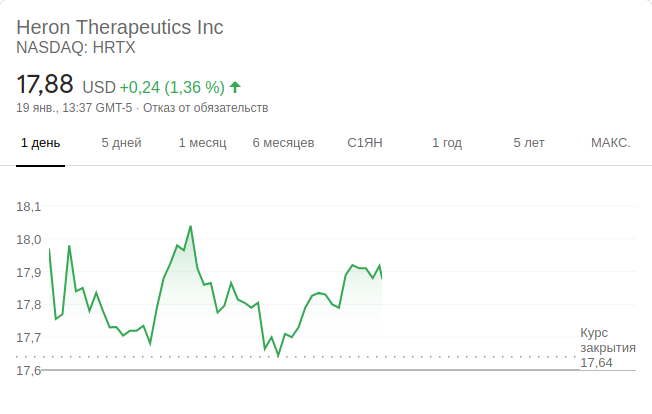 Heron Therapeutics Inc
NASDAQ: HRTX
17,88 USD +0,24 (1,36 %)
19 янв., 13:37 GMT-5 · Отказ от обязательств
1 день 5 дней 1 месяц 6 месяцев С1ЯН 1 год 5 лет МАКС.
18,1
18,0
17,9
17,8
17,7
17,6
Курс
закрытия
17,64